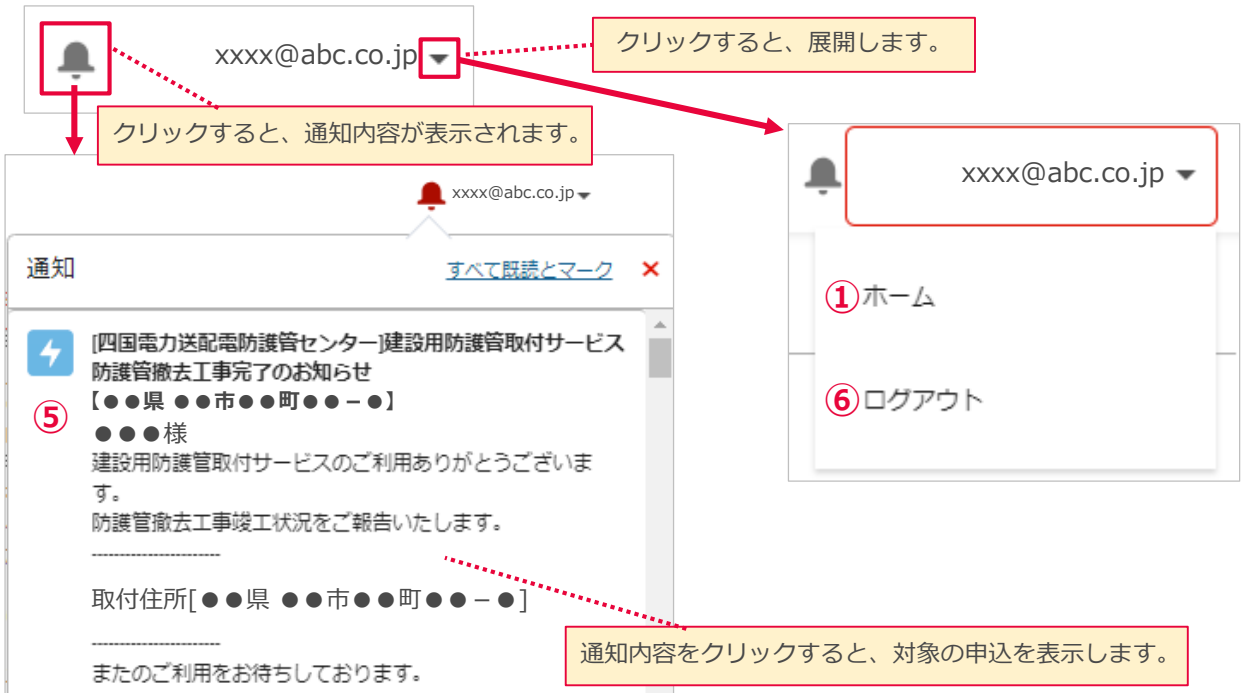 xxxx@abc.co.jp
クリックすると、展開します。
クリックすると、通知内容が表示されます。
xxxx@abc.co.jp
通知
すべて既読とマーク
[四国電力送配電防護管センター]建設用防護管取付サービス
防護管撤去工事完了のお知らせ
【●●県 ●●市●●町●●－●】
⑤
●●●様
建設用防護管取付サービスのご利用ありがとうございま
す。
防護管撤去工事竣工状況をご報告いたします。
-----------------------
取付住所[●●県 ●●市●●町●●－●]
-----------------------
またのご利用をお待ちしております。
通知内容をクリックすると、対象の申込を表示します。
xxxx@abc.co.jp
①ホーム
⑥ログアウト